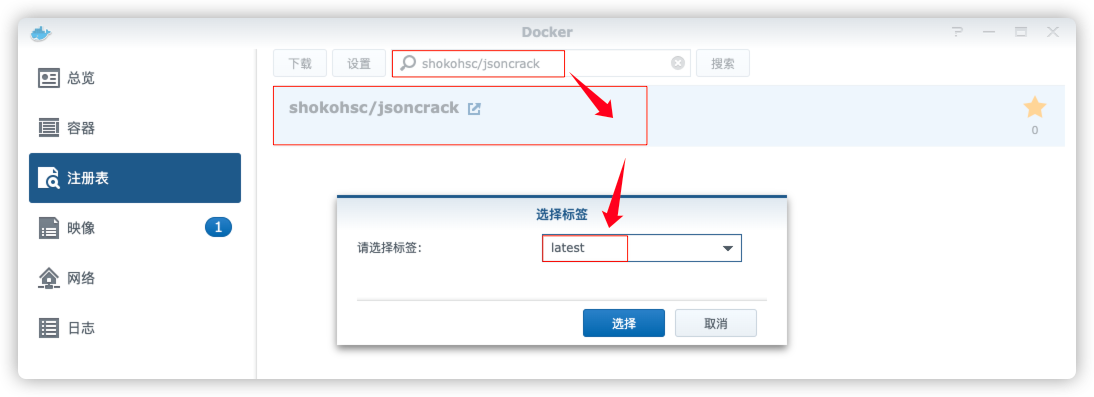 Docker
总览
容器
注册表
映像
1
网络
日志
下载
设置
shokohsc/jsoncrack
搜索
shokohsc/jsoncrack
0
选择标签
请选择标签:
latest
选择
取消